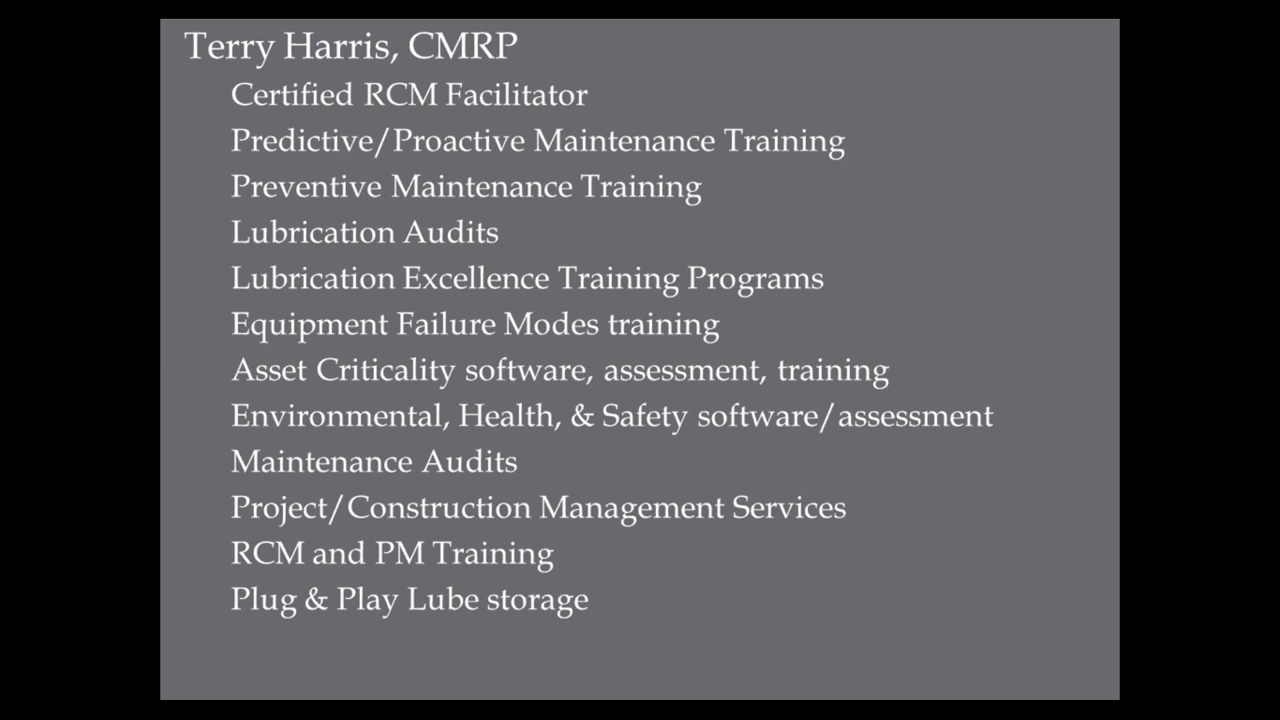 Terry Harris, CMRP
Certified RCM Facilitator
Predictive/Proactive Maintenance Training
Preventive Maintenance Training
Lubrication Audits
Lubrication Excellence Training Programs
Equipment Failure Modes training
Asset Criticality software, assessment, training
Environmental, Health, & Safety software/assessment
Maintenance Audits
Project/Construction Management Services
RCM and PM Training
Plug & Play Lube storage